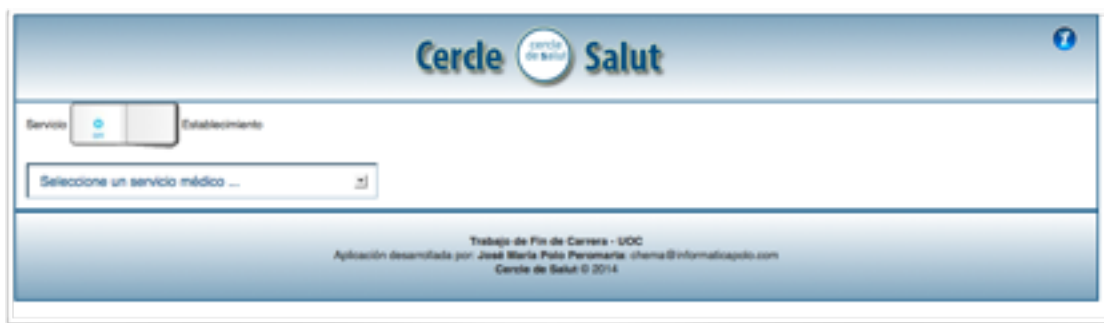 Cercle cercle de salut Salut
Servicio Establecimiento
Seleccione un servicio médico ...
Trabajo de Fin de Carrera - UOC
Aplicación desarrollada por: José María Polo Peromarta: chema@informaticapolo.com
Cercle de Salut © 2014